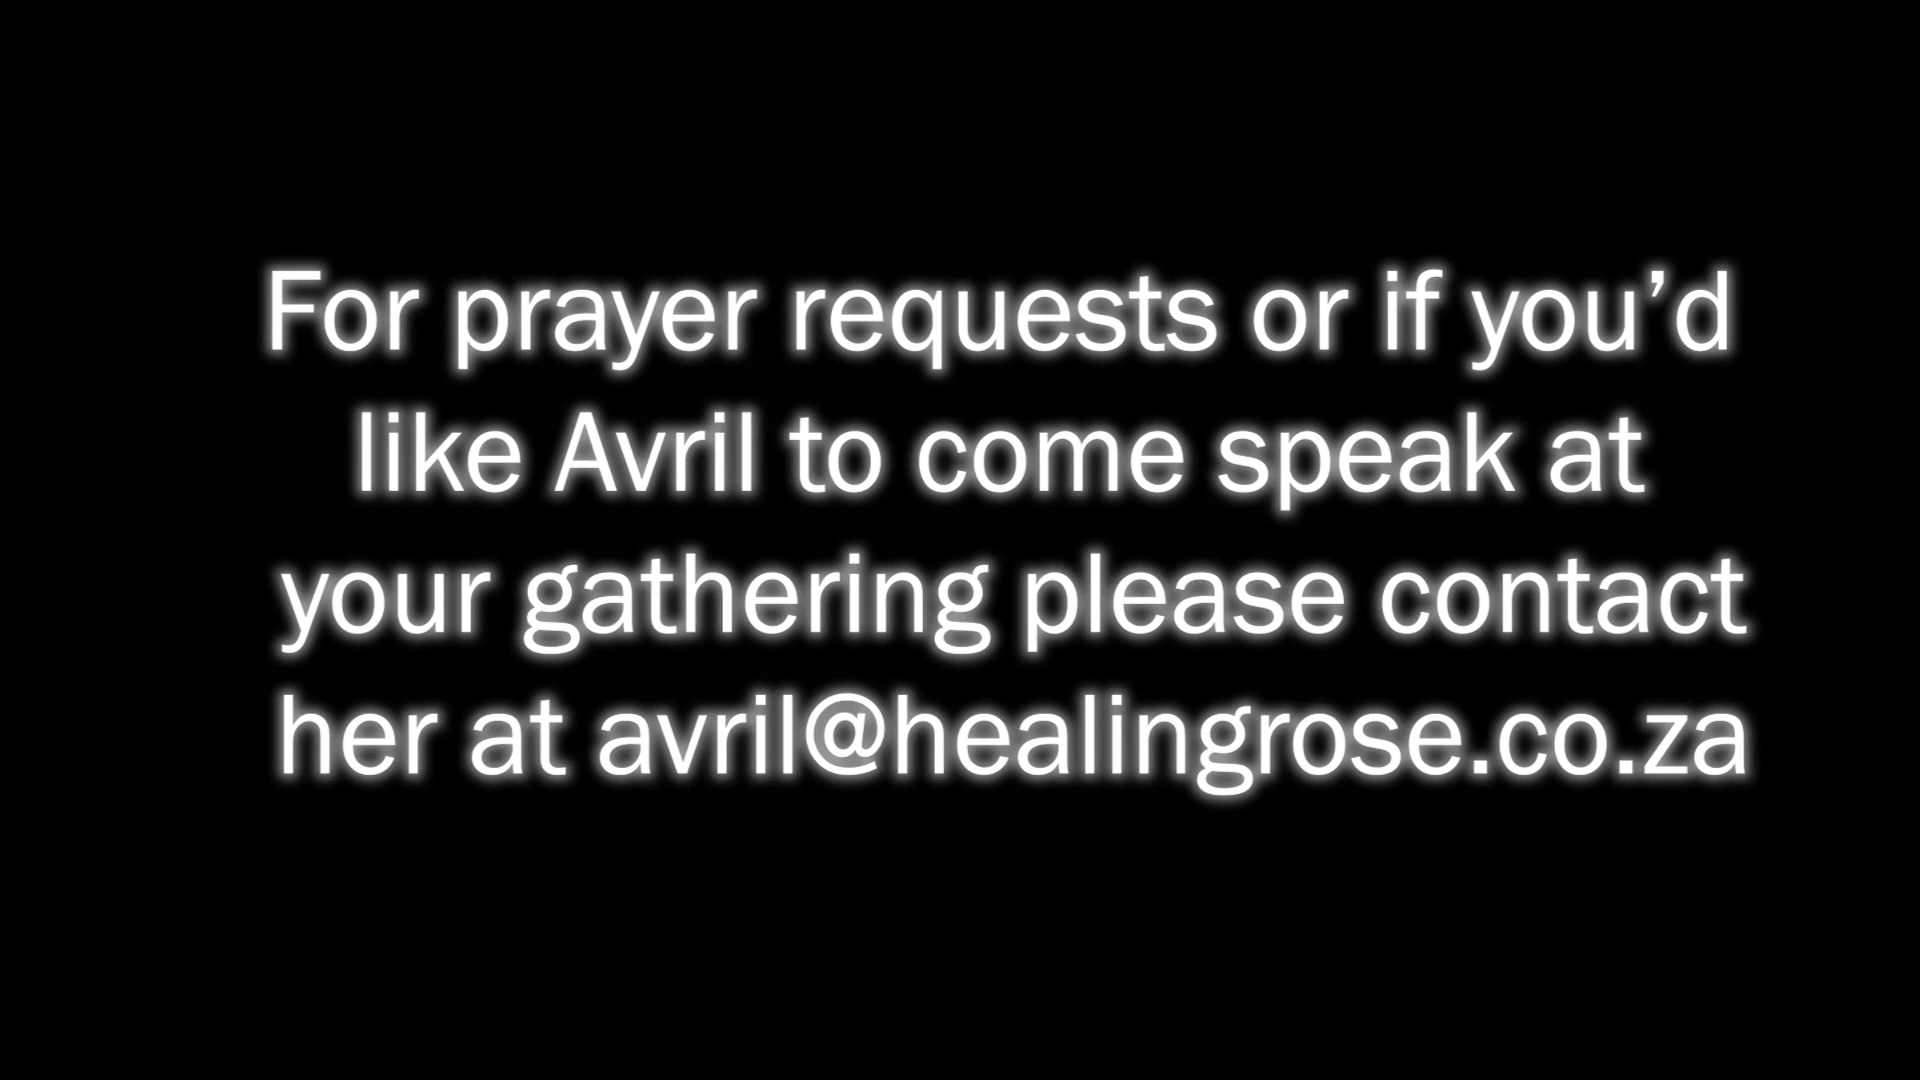 For prayer requests or if you’d
like Avril to come speak at
your gathering please contact
her at avril@healingrose.co.za